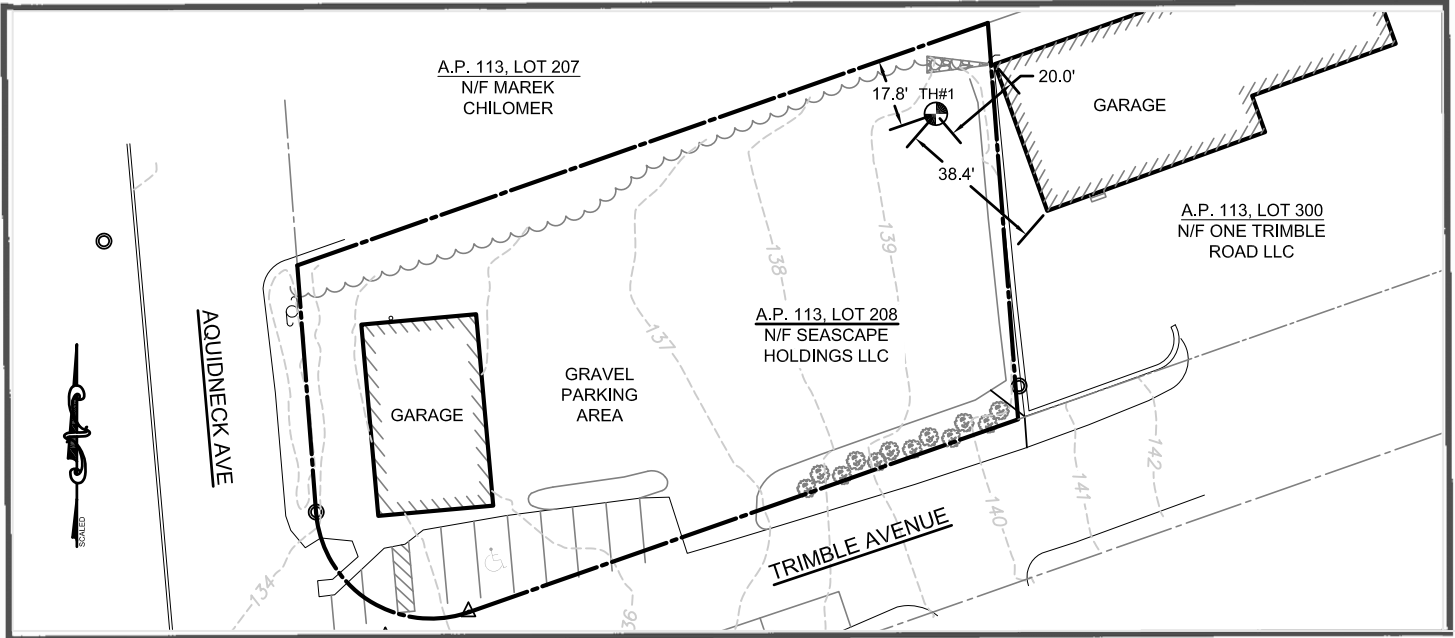 A.P. 113, LOT 207
N/F MAREK
CHILOMER
17.8'
TH#1
20.0'
GARAGE
38.4'
A.P. 113, LOT 300
N/F ONE TRIMBLE
ROAD LLC
139
138
137
A.P. 113, LOT 208
N/F SEASCAPE
HOLDINGS LLC
AQUIDNECK AVE
GRAVEL
PARKING
AREA
GARAGE
SCALED
TRIMBLE AVENUE
134
36
140
141
142